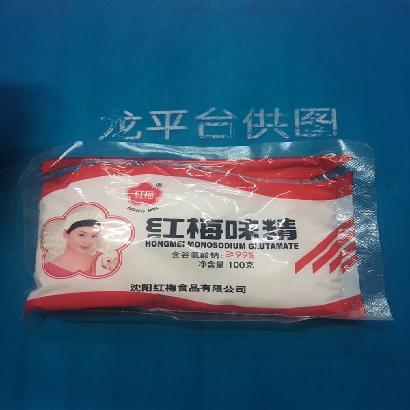 龙平台供图
红梅
HONG MEI
红梅味精
HONGMEI MONOSODIUM GLUTAMATE
含谷氨酸钠: ≥99%
净含量: 100克
沈阳红梅食品有限公司